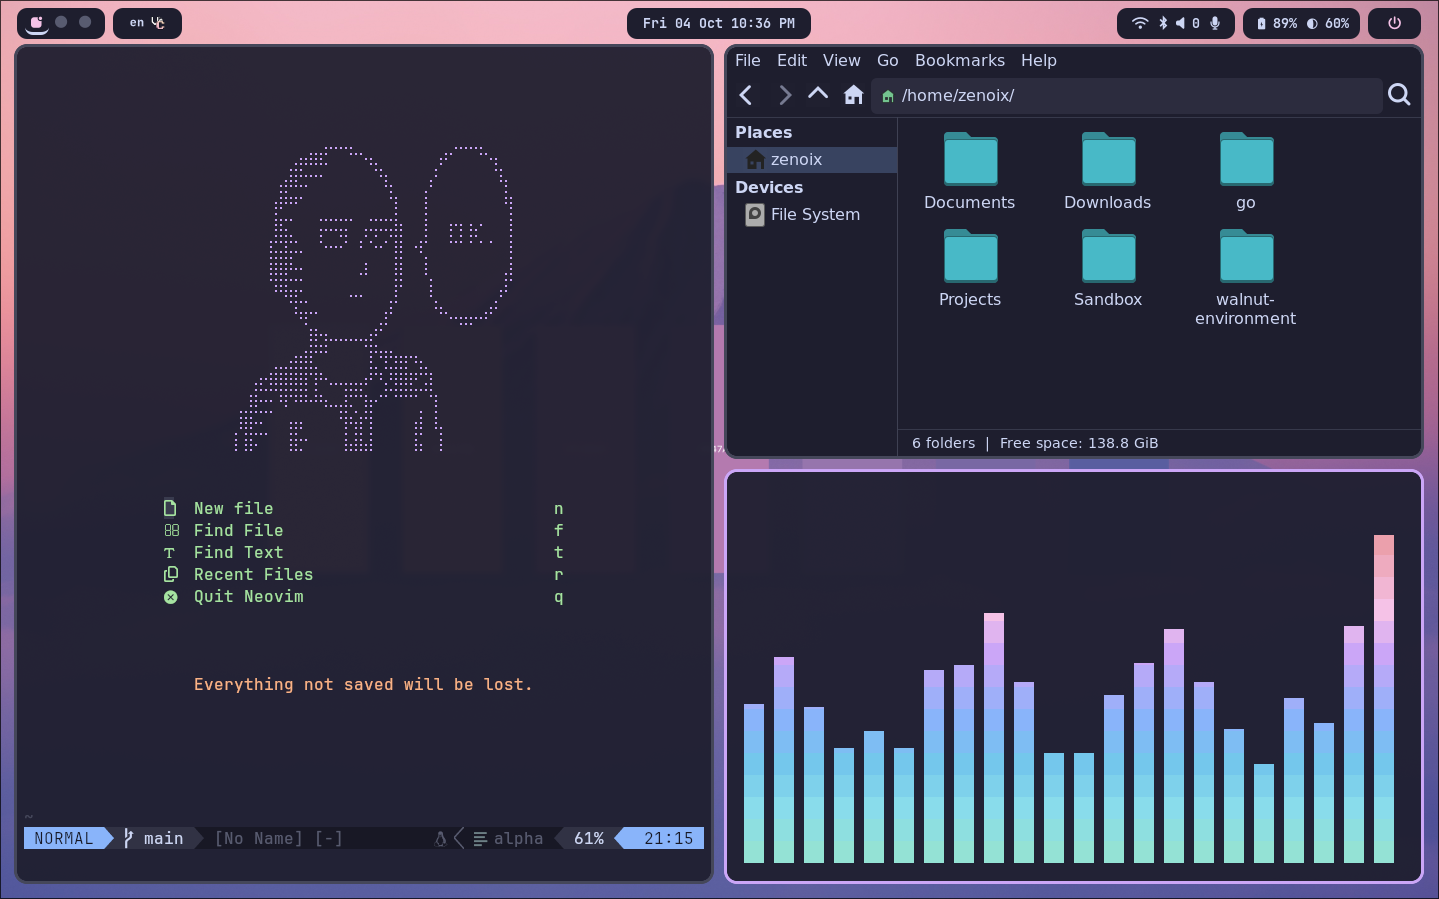 en
Fri 04 Oct 10:36 PM
0
89%
60%
New file n
Find File f
Find Text t
Recent Files r
Quit Neovim q
Everything not saved will be lost.
~
NORMAL main [No Name] [-] alpha 61% 21:15
File Edit View Go Bookmarks Help
/home/zenoix/
Places
zenoix
Devices
File System
Documents
Downloads
go
Projects
Sandbox
walnut-
environment
6 folders | Free space: 138.8 GiB